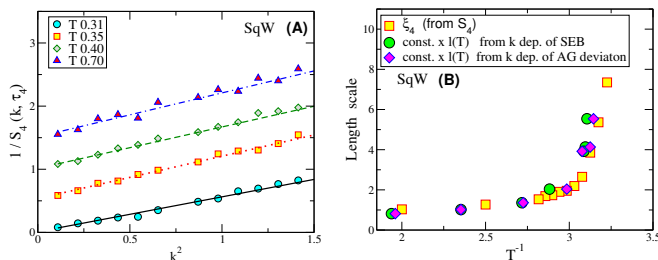 SqW (A)
T 0.31
T 0.35
T 0.40
T 0.70
1 / S4 (k, τ4)
3
2
1
0
0 0.5 1 1.5
k²
ξ4 (from S4)
const. x l(T) from k dep. of SEB
const. x l(T) from k dep. of AG deviaton
SqW (B)
Length scale
10
8
6
4
2
0
2 2.5 3 3.5
T⁻¹